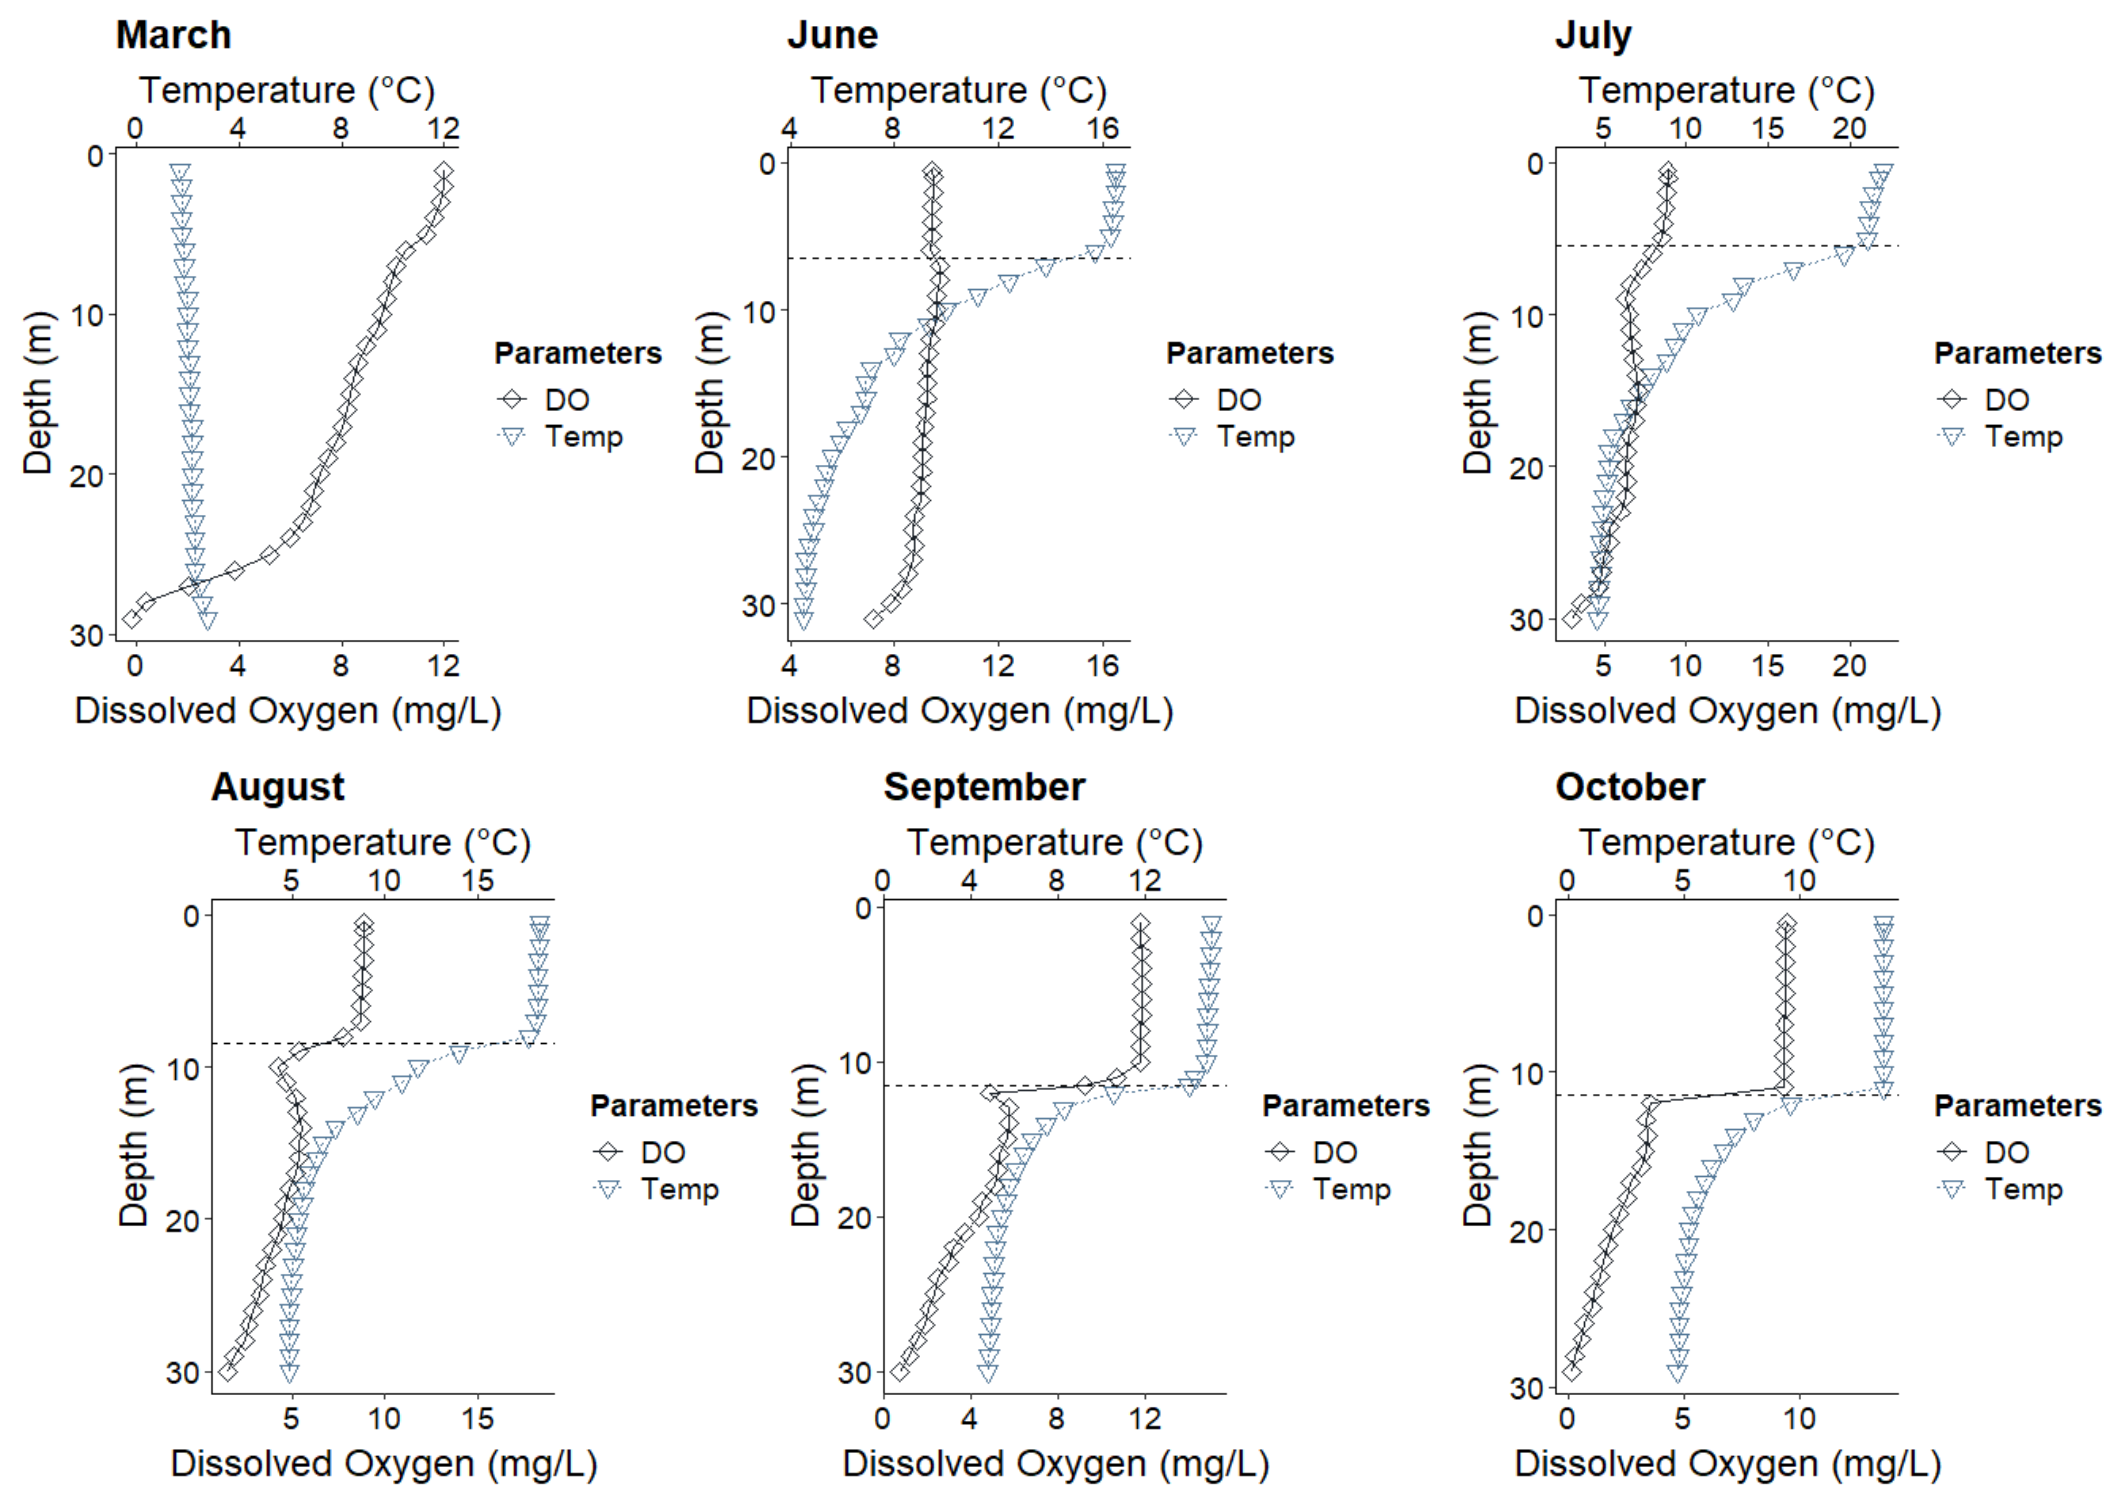 March
Temperature (°C)
0 4 8 12
0
10
20
30
Depth (m)
0 4 8 12
Dissolved Oxygen (mg/L)
Parameters
DO
Temp
June
Temperature (°C)
4 8 12 16
0
10
20
30
Depth (m)
4 8 12 16
Dissolved Oxygen (mg/L)
Parameters
DO
Temp
July
Temperature (°C)
5 10 15 20
0
10
20
30
Depth (m)
5 10 15 20
Dissolved Oxygen (mg/L)
Parameters
DO
Temp
August
Temperature (°C)
5 10 15
0
10
20
30
Depth (m)
5 10 15
Dissolved Oxygen (mg/L)
Parameters
DO
Temp
September
Temperature (°C)
0 4 8 12
0
10
20
30
Depth (m)
0 4 8 12
Dissolved Oxygen (mg/L)
Parameters
DO
Temp
October
Temperature (°C)
0 5 10
0
10
20
30
Depth (m)
0 5 10
Dissolved Oxygen (mg/L)
Parameters
DO
Temp